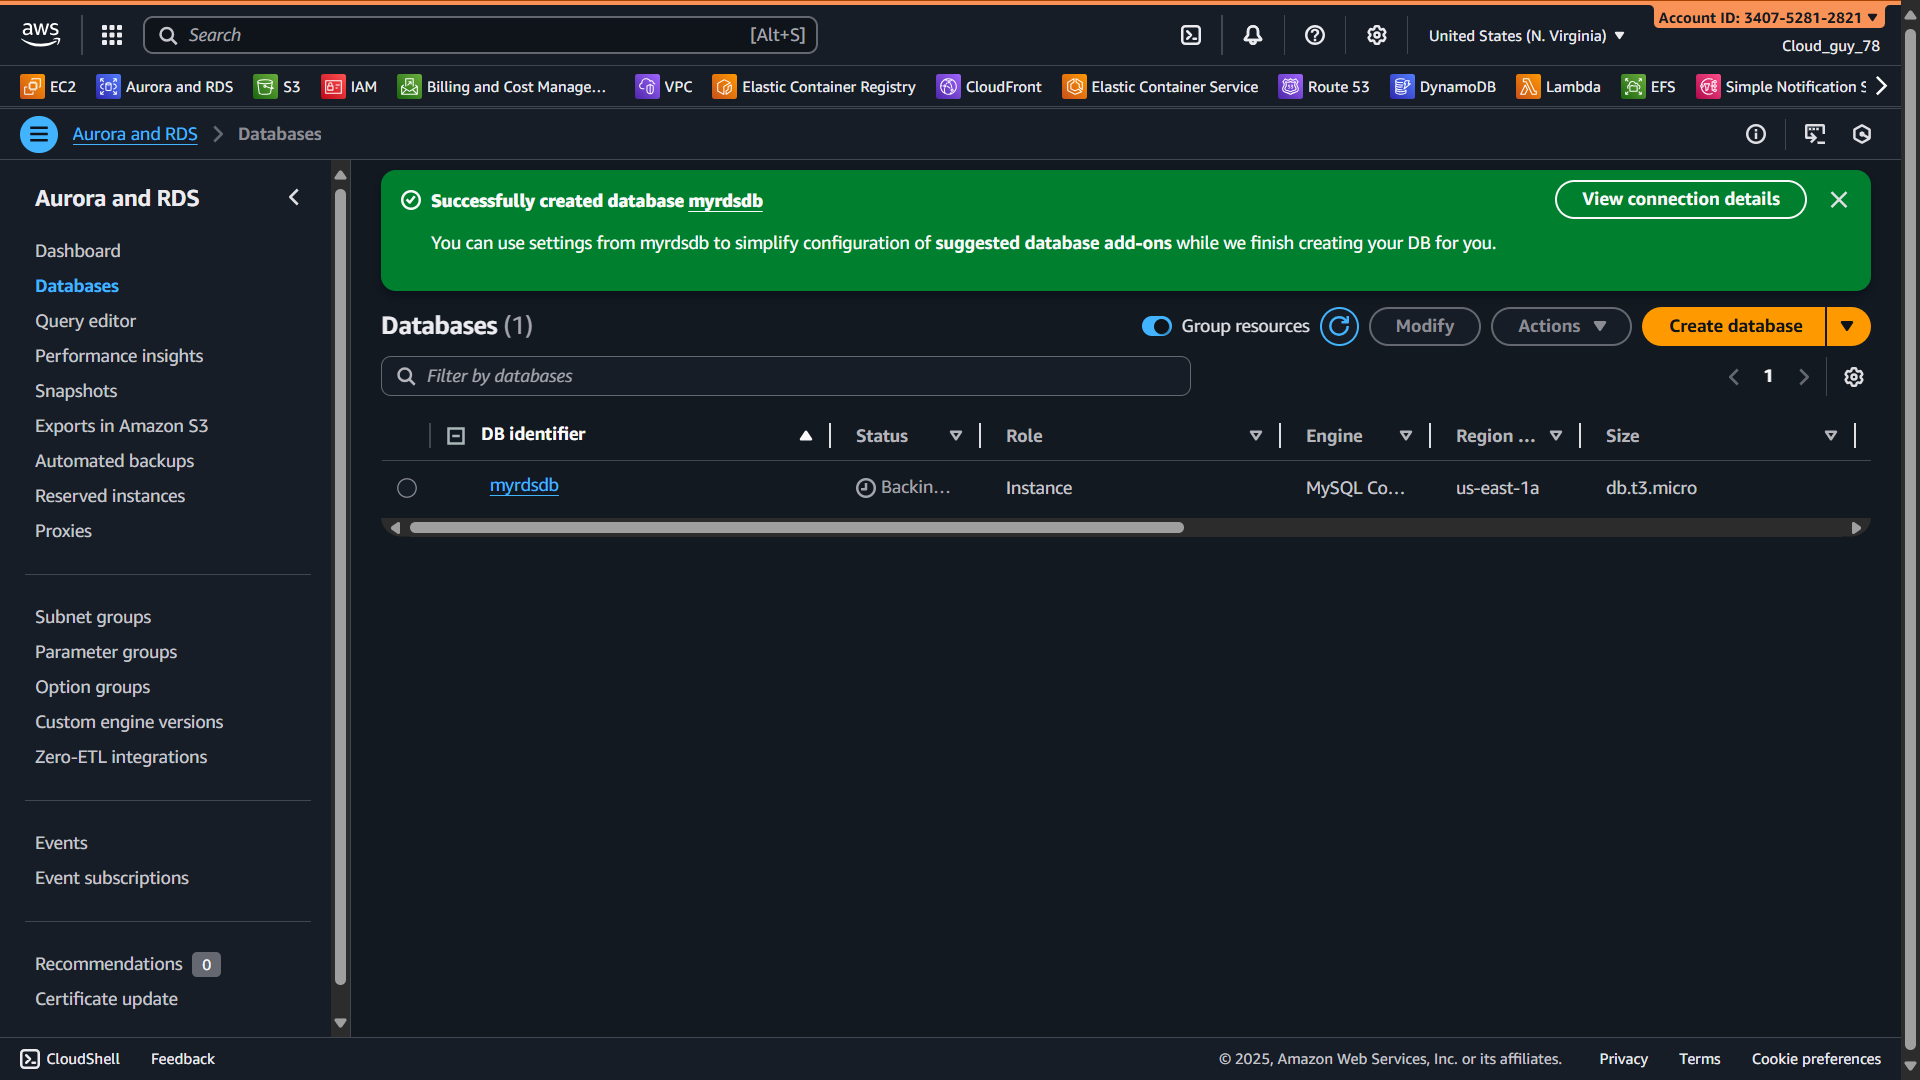 aws
Search
[Alt+S]
United States (N. Virginia)
Account ID: 3407-5281-2821
Cloud_guy_78
EC2
Aurora and RDS
S3
IAM
Billing and Cost Manage...
VPC
Elastic Container Registry
CloudFront
Elastic Container Service
Route 53
DynamoDB
Lambda
EFS
Simple Notification S
Aurora and RDS
Databases
Aurora and RDS
Dashboard
Databases
Query editor
Performance insights
Snapshots
Exports in Amazon S3
Automated backups
Reserved instances
Proxies
Subnet groups
Parameter groups
Option groups
Custom engine versions
Zero-ETL integrations
Events
Event subscriptions
Recommendations 0
Certificate update
Successfully created database myrdsdb
View connection details
You can use settings from myrdsdb to simplify configuration of suggested database add-ons while we finish creating your DB for you.
Databases (1)
Group resources
Modify
Actions
Create database
Filter by databases
1
DB identifier
Status
Role
Engine
Region ...
Size
myrdsdb
Backin...
Instance
MySQL Co...
us-east-1a
db.t3.micro
CloudShell
Feedback
© 2025, Amazon Web Services, Inc. or its affiliates.
Privacy
Terms
Cookie preferences